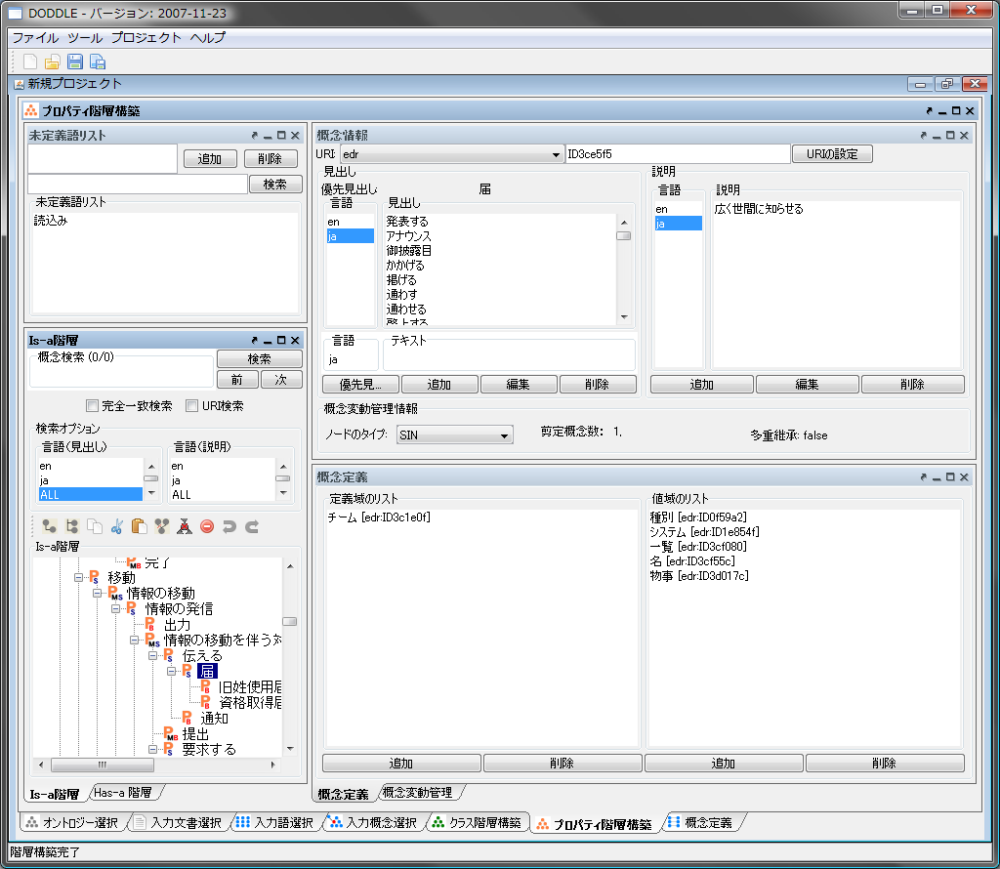 DODDLE - バージョン: 2007-11-23
ファイル ツール プロジェクト ヘルプ
新規プロジェクト
プロパティ階層構築
未定義語リスト
追加 削除
検索
未定義語リスト
読込み
Is-a階層
概念検索 (0/0)
検索
前 次
完全一致検索 URI検索
検索オプション
言語(見出し) 言語(説明)
en en
ja ja
ALL ALL
Is-a階層
完了
移動
情報の移動
情報の発信
出力
情報の移動を伴う対
伝える
届
旧姓使用届
資格取得届
通知
提出
要求する
Is-a階層 Has-a 階層
概念情報
URI: edr ID3ce5f5 URIの設定
見出し
優先見出し: 届
言語 見出し
en
ja
発表する
アナウンス
御披露目
かかげる
掲げる
通わす
通わせる
啓上する
言語 テキスト
ja
優先見... 追加 編集 削除
説明
言語 説明
en
ja
広く世間に知らせる
追加 編集 削除
概念変動管理情報
ノードのタイプ: SIN 剪定概念数: 1, 多重継承: false
概念定義
定義域のリスト
チーム [edr:ID3c1e0f]
値域のリスト
種別 [edr:ID0f59a2]
システム [edr:ID1e854f]
一覧 [edr:ID3cf080]
名 [edr:ID3cf55c]
物事 [edr:ID3d017c]
追加 削除 追加 削除
概念定義 概念変動管理
オントロジー選択 入力文書選択 入力語選択 入力概念選択 クラス階層構築 プロパティ階層構築 概念定義
階層構築完了